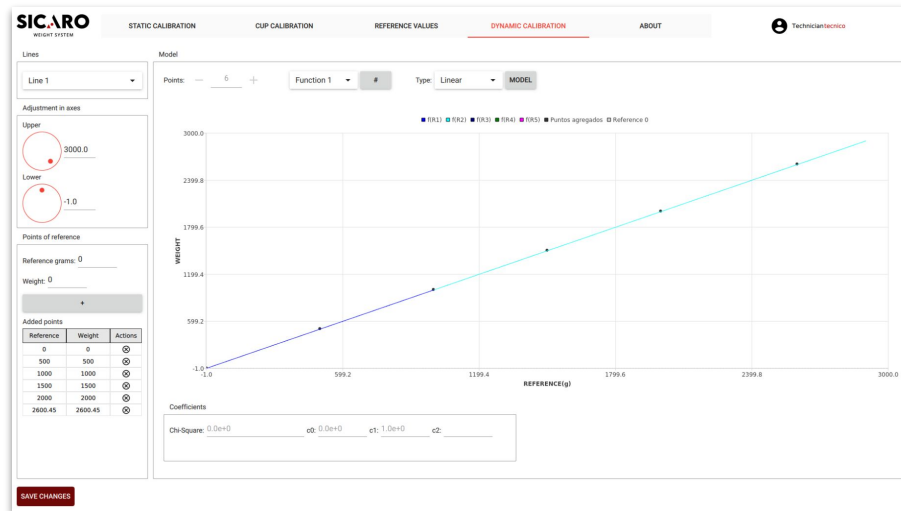 SICARO
WEIGHT SYSTEM
STATIC CALIBRATION
CUP CALIBRATION
REFERENCE VALUES
DYNAMIC CALIBRATION
ABOUT
Techniciantecnico
Lines
Line 1
Adjustment in axes
Upper
3000.0
Lower
-1.0
Points of reference
Reference grams: 0
Weight: 0
+
Added points
Reference Weight Actions
0 0
500 500
1000 1000
1500 1500
2000 2000
2600.45 2600.45
SAVE CHANGES
Model
Points: — 6 +
Function 1
#
Type: Linear
MODEL
f(R1) f(R2) f(R3) f(R4) f(R5) Puntos agregados Reference 0
3000.0
2399.8
1799.6
1199.4
599.2
-1.0
WEIGHT
-1.0 599.2 1199.4 1799.6 2399.8 3000.0
REFERENCE(g)
Coefficients
Chi-Square: 0.0e+0 c0: 0.0e+0 c1: 1.0e+0 c2: